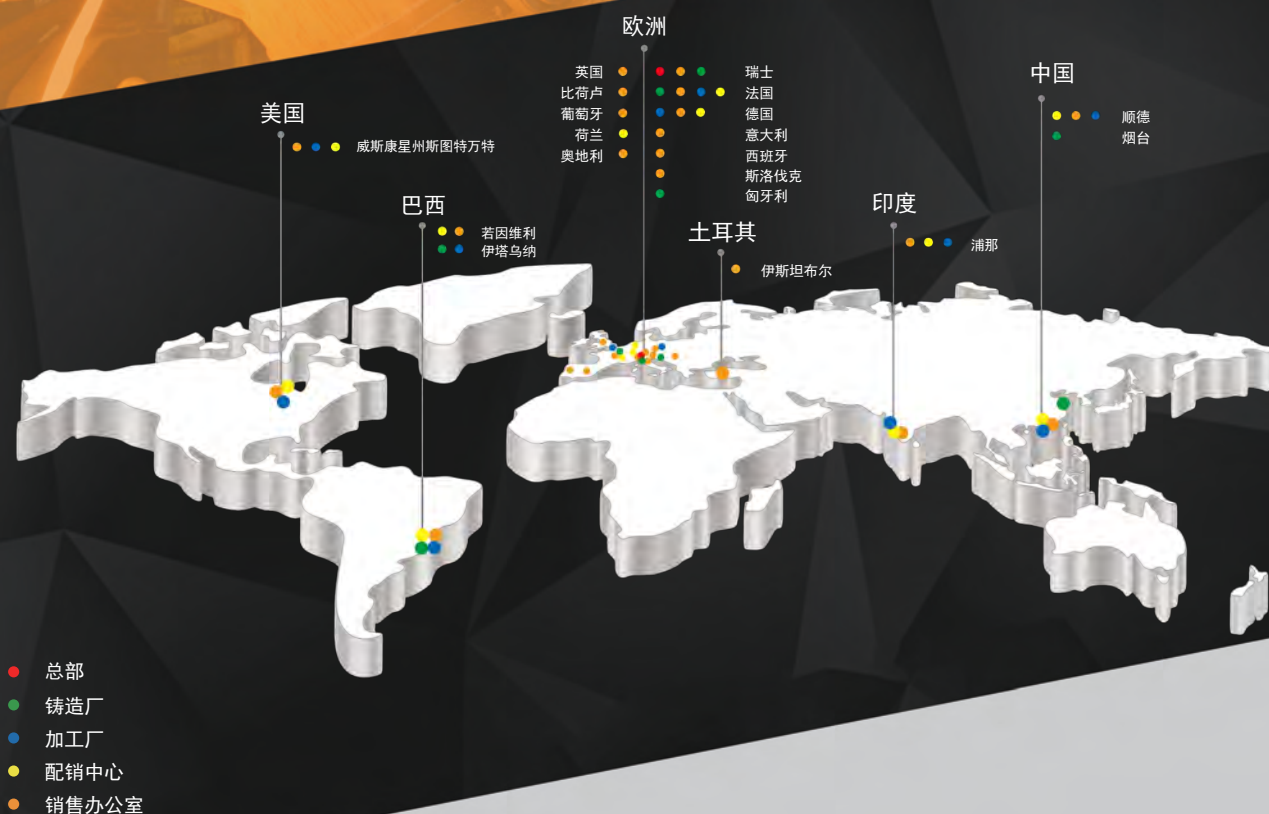 欧洲
英国
比荷卢
葡萄牙
荷兰
奥地利
瑞士
法国
德国
意大利
西班牙
斯洛伐克
匈牙利
中国
顺德
烟台
美国
威斯康星州斯图特万特
巴西
若因维利
伊塔乌纳
土耳其
伊斯坦布尔
印度
浦那
总部
铸造厂
加工厂
配销中心
销售办公室